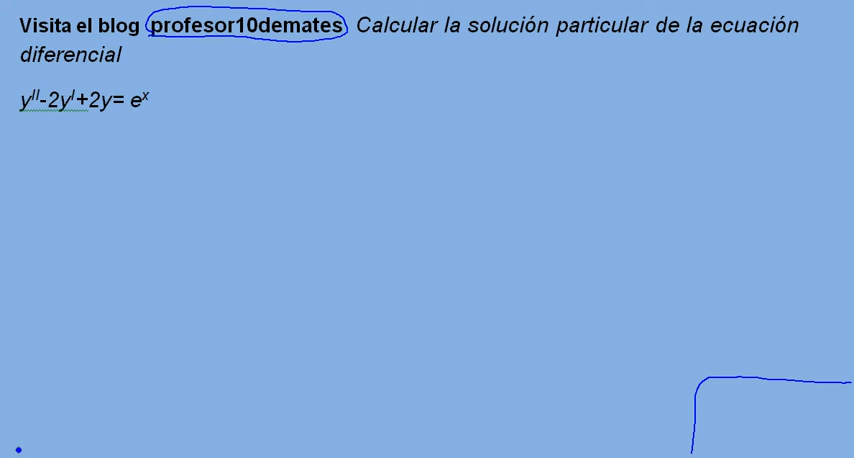 Visita el blog profesor10demates Calcular la solución particular de la ecuación
diferencial
yᴵᴵ-2yᴵ+2y= eˣ